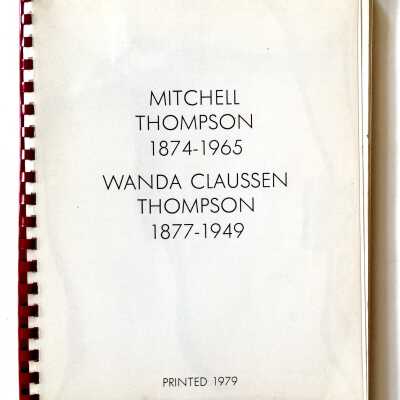 MITCHELL
THOMPSON
1874-1965
WANDA CLAUSSEN
THOMPSON
1877-1949
PRINTED 1979